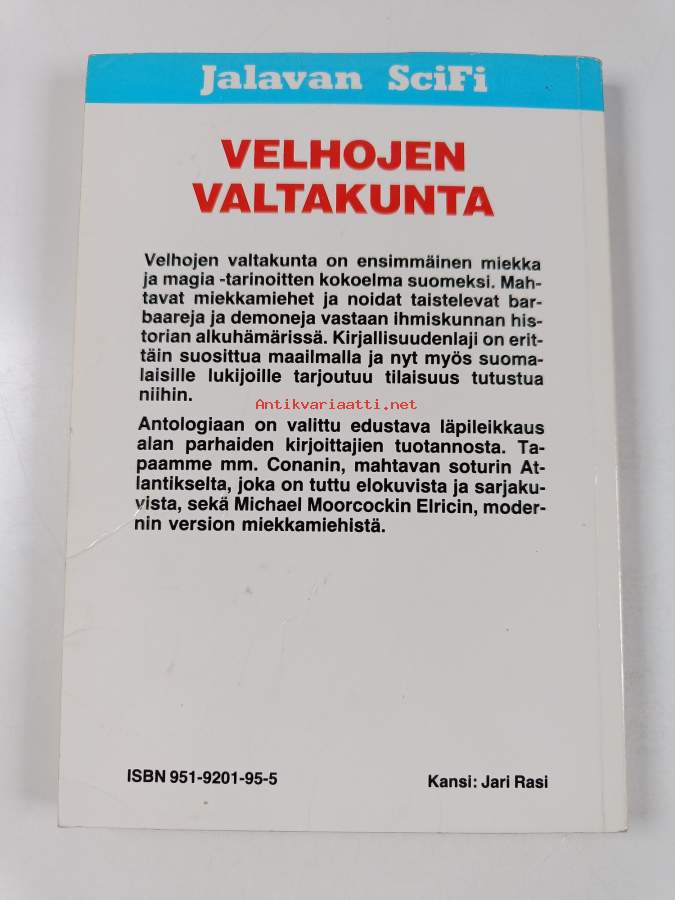 Jalavan SciFi
VELHOJEN
VALTAKUNTA
Velhojen valtakunta on ensimmäinen miekka
ja magia -tarinoitten kokoelma suomeksi. Mah-
tavat miekkamiehet ja noidat taistelevat bar-
baareja ja demoneja vastaan ihmiskunnan his-
torian alkuhämärissä. Kirjallisuudenlaji on erit-
täin suosittua maailmalla ja nyt myös suoma-
laisille lukijoille tarjoutuu tilaisuus tutustua
niihin.
Antikvariaatti.net
Antologiaan on valittu edustava läpileikkaus
alan parhaiden kirjoittajien tuotannosta. Ta-
paamme mm. Conanin, mahtavan soturin At-
lantikselta, joka on tuttu elokuvista ja sarjaku-
vista, sekä Michael Moorcockin Elricin, moder-
nin version miekkamiehistä.
ISBN 951-9201-95-5
Kansi: Jari Rasi